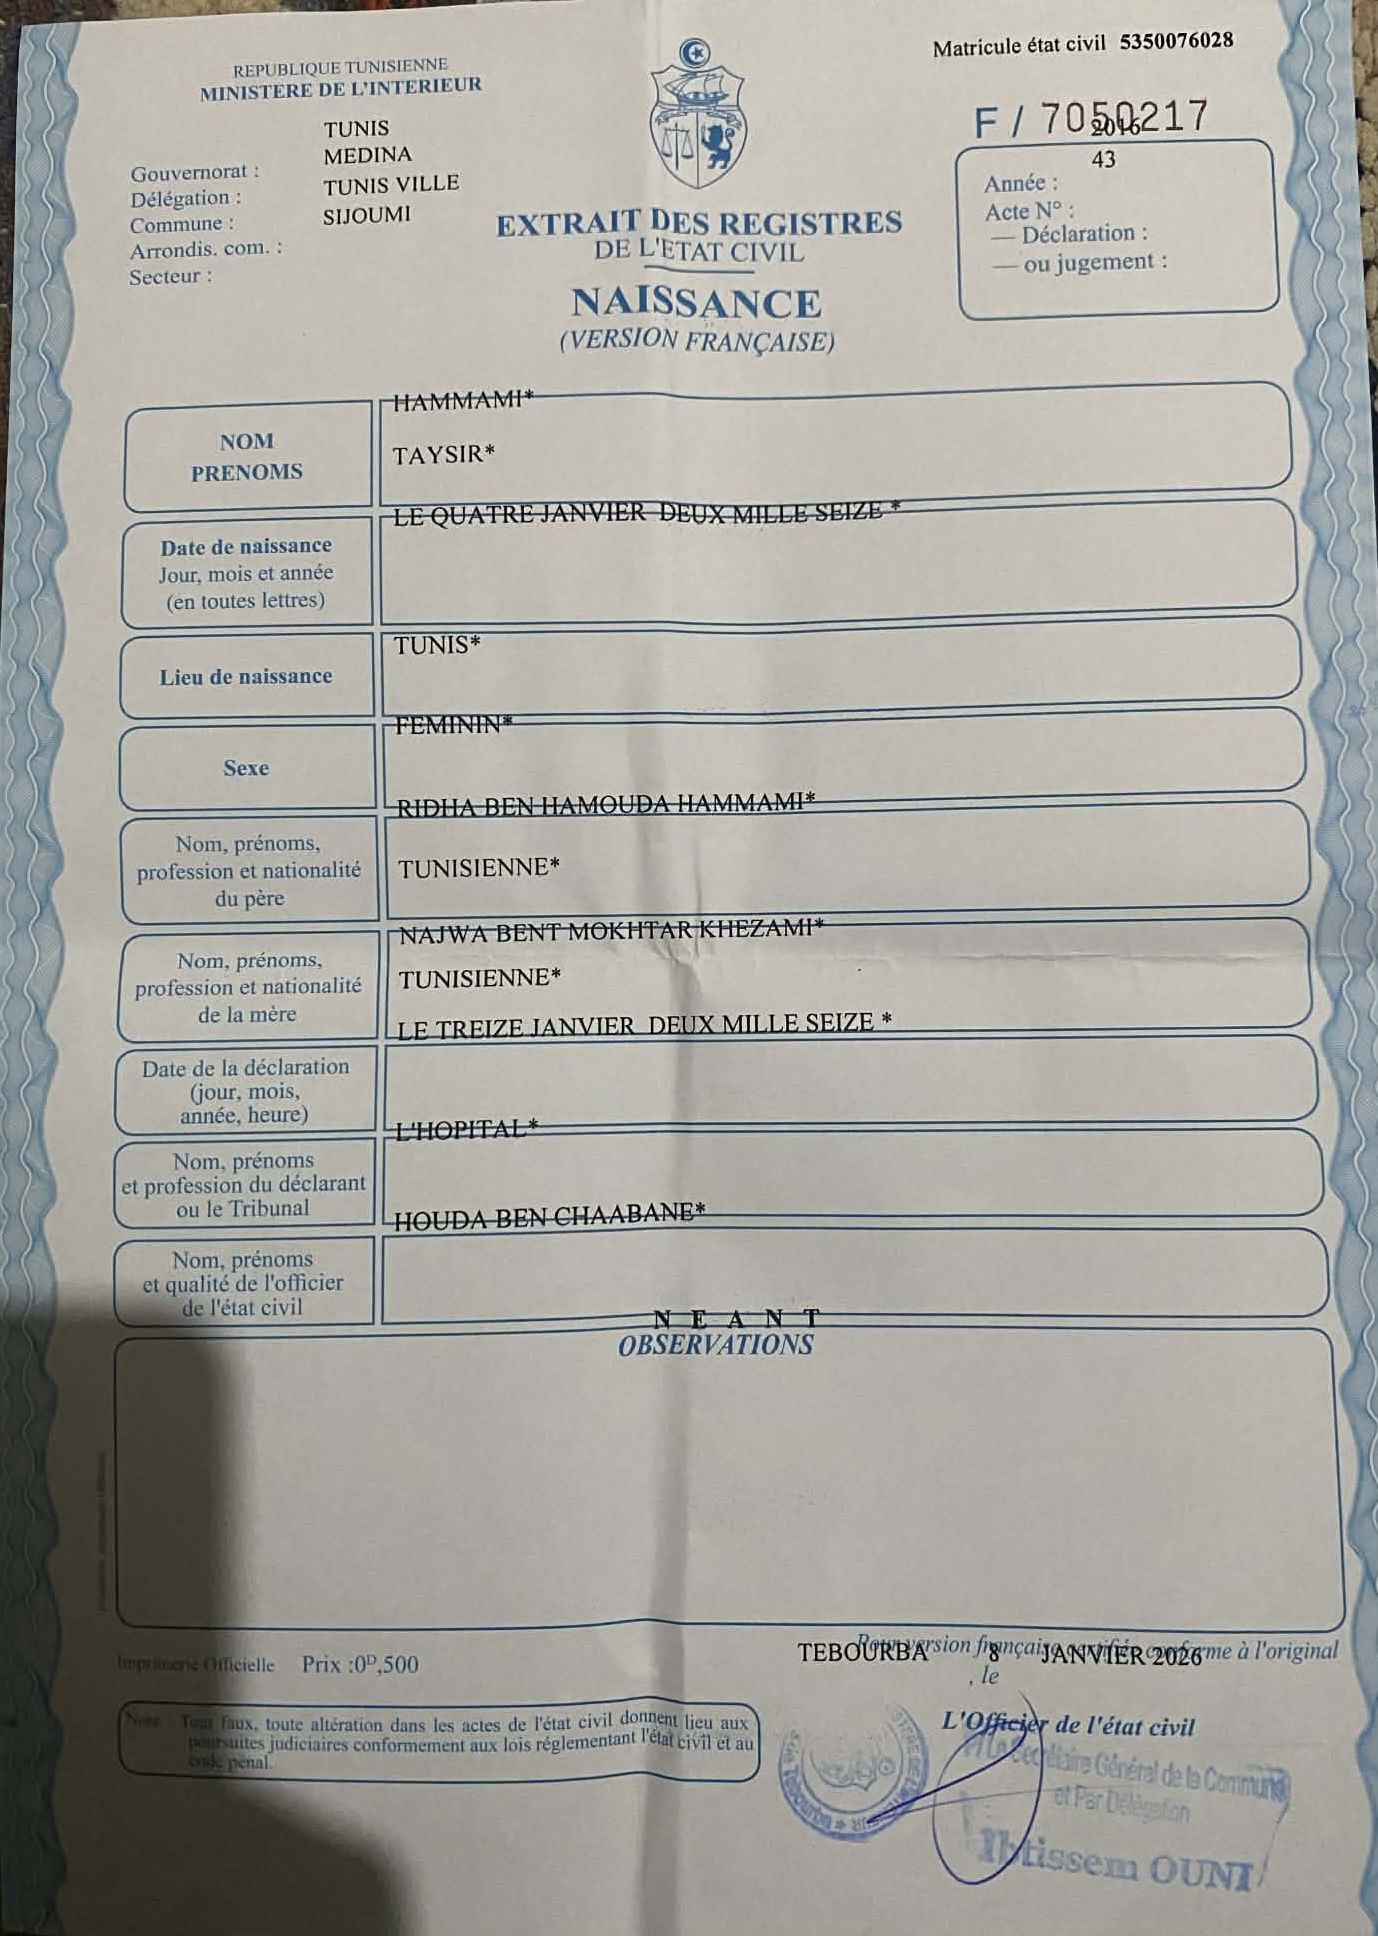 Matricule état civil 5350076028
REPUBLIQUE TUNISIENNE
MINISTERE DE L'INTERIEUR
F / 7050217
2016
43
Année :
Acte N° :
— Déclaration :
— ou jugement :
TUNIS
MEDINA
TUNIS VILLE
SIJOUMI
Gouvernorat :
Délégation :
Commune :
Arrondis. com. :
Secteur :
EXTRAIT DES REGISTRES
DE L'ETAT CIVIL
NAISSANCE
(VERSION FRANÇAISE)
NOM
PRENOMS
HAMMAMI*
TAYSIR*
Date de naissance
Jour, mois et année
(en toutes lettres)
LE QUATRE JANVIER DEUX MILLE SEIZE *
Lieu de naissance
TUNIS*
Sexe
FEMININ*
Nom, prénoms,
profession et nationalité
du père
RIDHA BEN HAMOUDA HAMMAMI*
TUNISIENNE*
Nom, prénoms,
profession et nationalité
de la mère
NAJWA BENT MOKHTAR KHEZAMI*
TUNISIENNE*
Date de la déclaration
(jour, mois,
année, heure)
LE TREIZE JANVIER DEUX MILLE SEIZE *
Nom, prénoms
et profession du déclarant
ou le Tribunal
L'HOPITAL*
Nom, prénoms
et qualité de l'officier
de l'état civil
HOUDA BEN CHAABANE*
N E A N T
OBSERVATIONS
Imprimerie Officielle Prix :0ᴰ,500
Pour version française certifiée conforme à l'original
TEBOURBA 8 JANVIER 2026
, le
Nota Tout faux, toute altération dans les actes de l'état civil donnent lieu aux
poursuites judiciaires conformement aux lois réglementant l'état civil et au
code penal.
L'Officier de l'état civil
Secrétaire Général de la Commune
et Par Délégation
Ibtissem OUNI